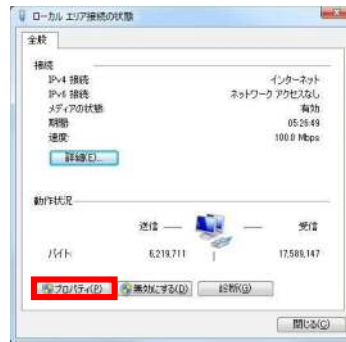 ローカル エリア接続の状態
全般
接続
IPv4 接続: インターネット
IPv6 接続: ネットワーク アクセスなし
メディアの状態: 有効
期間: 05:26:49
速度: 100.0 Mbps
詳細(E)...
動作状況
送信 — — 受信
バイト: 6,219,711 17,589,147
プロパティ(P) 無効にする(D) 診断(G)
閉じる(C)